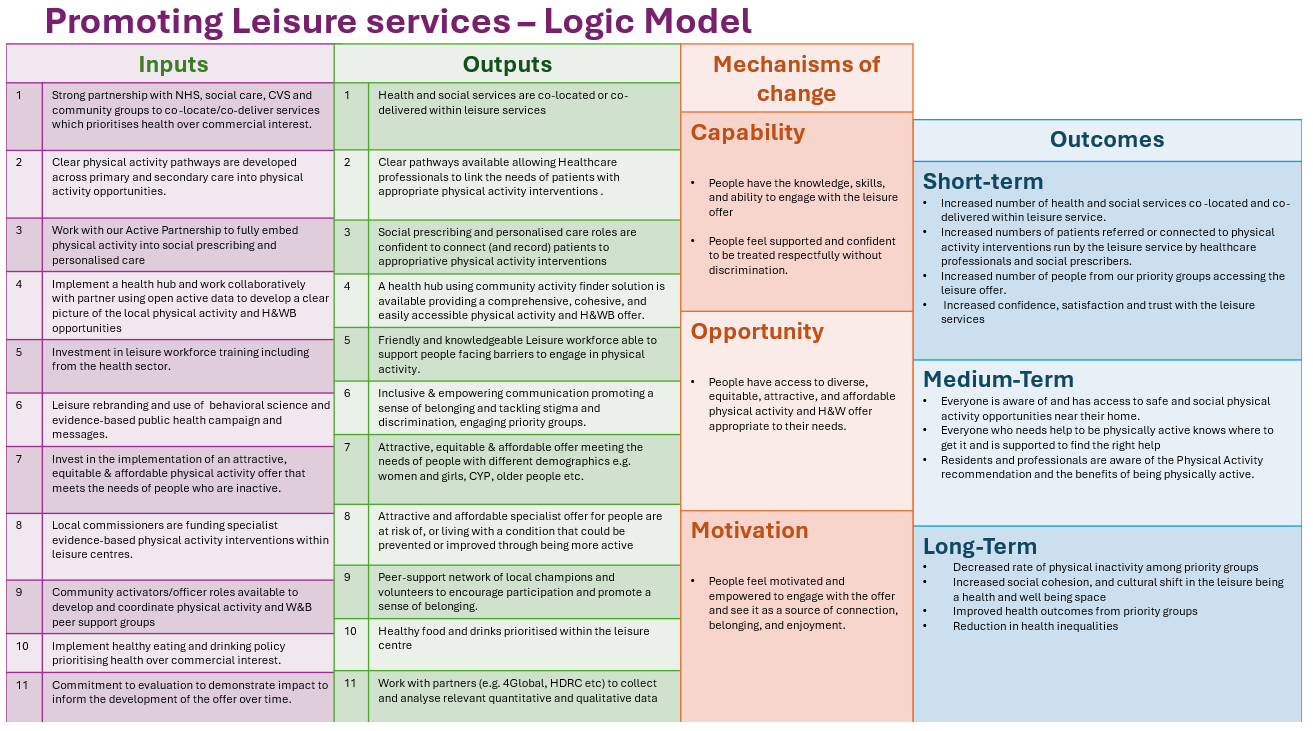 Promoting Leisure services – Logic Model
Inputs
1
Strong partnership with NHS, social care, CVS and
community groups to co-locate/co-deliver services
which prioritises health over commercial interest.
2
Clear physical activity pathways are developed
across primary and secondary care into physical
activity opportunities.
3
Work with our Active Partnership to fully embed
physical activity into social prescribing and
personalised care
4
Implement a health hub and work collaboratively
with partner using open active data to develop a clear
picture of the local physical activity and H&WB
opportunities
5
Investment in leisure workforce training including
from the health sector.
6
Leisure rebranding and use of behavioral science and
evidence-based public health campaign and
messages.
7
Invest in the implementation of an attractive,
equitable & affordable physical activity offer that
meets the needs of people who are inactive.
8
Local commissioners are funding specialist
evidence-based physical activity interventions within
leisure centres.
9
Community activators/officer roles available to
develop and coordinate physical activity and W&B
peer support groups
10
Implement healthy eating and drinking policy
prioritising health over commercial interest.
11
Commitment to evaluation to demonstrate impact to
inform the development of the offer over time.
Outputs
1
Health and social services are co-located or co-
delivered within leisure services
2
Clear pathways available allowing Healthcare
professionals to link the needs of patients with
appropriate physical activity interventions .
3
Social prescribing and personalised care roles are
confident to connect (and record) patients to
appropriative physical activity interventions
4
A health hub using community activity finder solution is
available providing a comprehensive, cohesive, and
easily accessible physical activity and H&WB offer.
5
Friendly and knowledgeable Leisure workforce able to
support people facing barriers to engage in physical
activity.
6
Inclusive & empowering communication promoting a
sense of belonging and tackling stigma and
discrimination, engaging priority groups.
7
Attractive, equitable & affordable offer meeting the
needs of people with different demographics e.g.
women and girls, CYP, older people etc.
8
Attractive and affordable specialist offer for people are
at risk of, or living with a condition that could be
prevented or improved through being more active
9
Peer-support network of local champions and
volunteers to encourage participation and promote a
sense of belonging.
10
Healthy food and drinks prioritised within the leisure
centre
11
Work with partners (e.g. 4Global, HDRC etc) to collect
and analyse relevant quantitative and qualitative data
Mechanisms of
change
Capability
• People have the knowledge, skills,
and ability to engage with the leisure
offer
• People feel supported and confident
to be treated respectfully without
discrimination.
Opportunity
• People have access to diverse,
equitable, attractive, and affordable
physical activity and H&W offer
appropriate to their needs.
Motivation
• People feel motivated and
empowered to engage with the offer
and see it as a source of connection,
belonging, and enjoyment.
Outcomes
Short-term
• Increased number of health and social services co-located and co-
delivered within leisure service.
• Increased numbers of patients referred or connected to physical
activity interventions run by the leisure service by healthcare
professionals and social prescribers.
• Increased number of people from our priority groups accessing the
leisure offer.
• Increased confidence, satisfaction and trust with the leisure
services
Medium-Term
• Everyone is aware of and has access to safe and social physical
activity opportunities near their home.
• Everyone who needs help to be physically active knows where to
get it and is supported to find the right help
• Residents and professionals are aware of the Physical Activity
recommendation and the benefits of being physically active.
Long-Term
• Decreased rate of physical inactivity among priority groups
• Increased social cohesion, and cultural shift in the leisure being
a health and well being space
• Improved health outcomes from priority groups
• Reduction in health inequalities